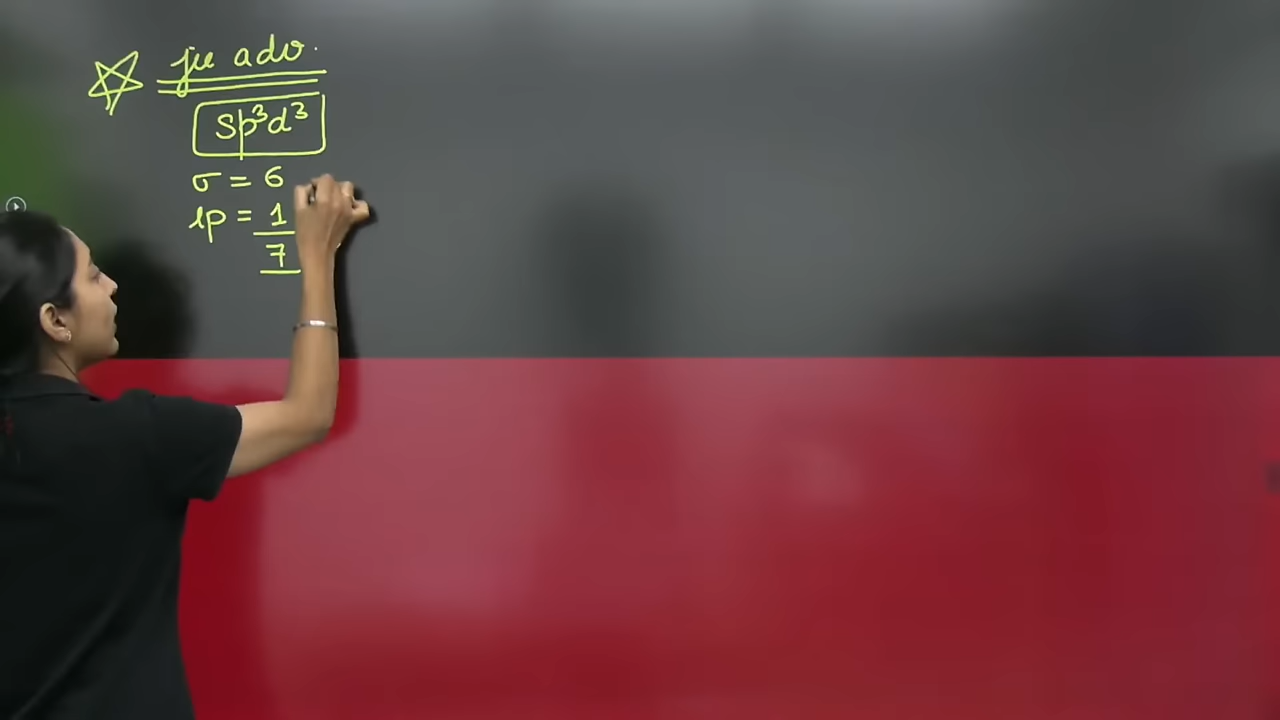 jee adv.
sp³d³
σ = 6
lp = 1
7